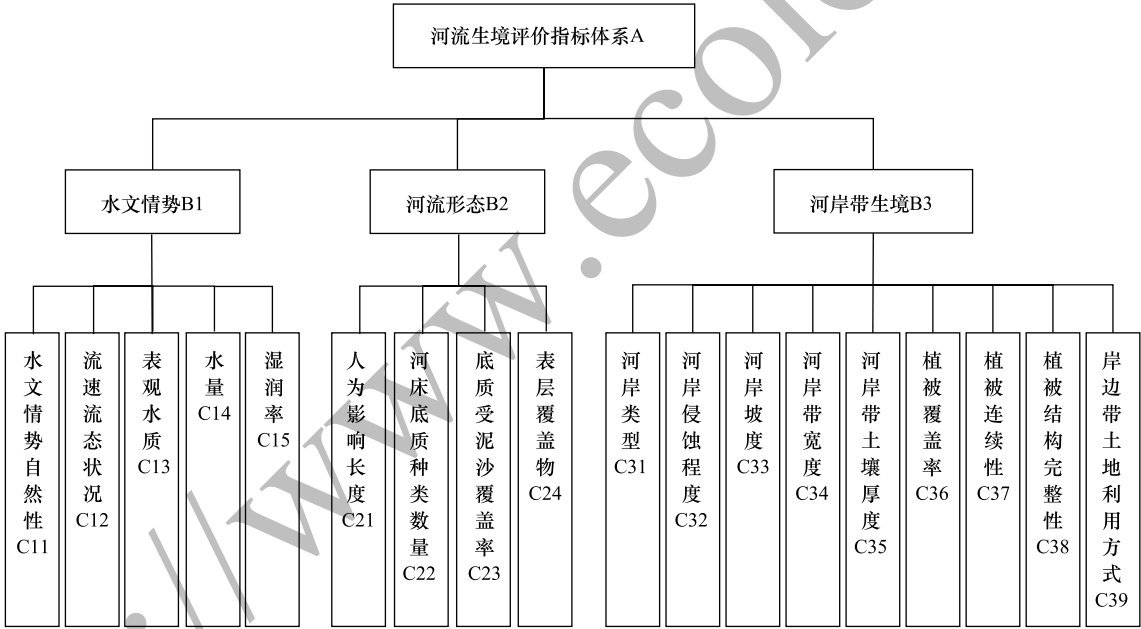 河流生境评价指标体系A
水文情势B1
河流形态B2
河岸带生境B3
水文情势自然性C11
流速流态状况C12
表观水质C13
水量C14
湿润率C15
人为影响长度C21
河床底质种类数量C22
底质受泥沙覆盖率C23
表层覆盖物C24
河岸类型C31
河岸侵蚀程度C32
河岸坡度C33
河岸带宽度C34
河岸带土壤厚度C35
植被覆盖率C36
植被连续性C37
植被结构完整性C38
岸边带土地利用方式C39
://www.ecolo